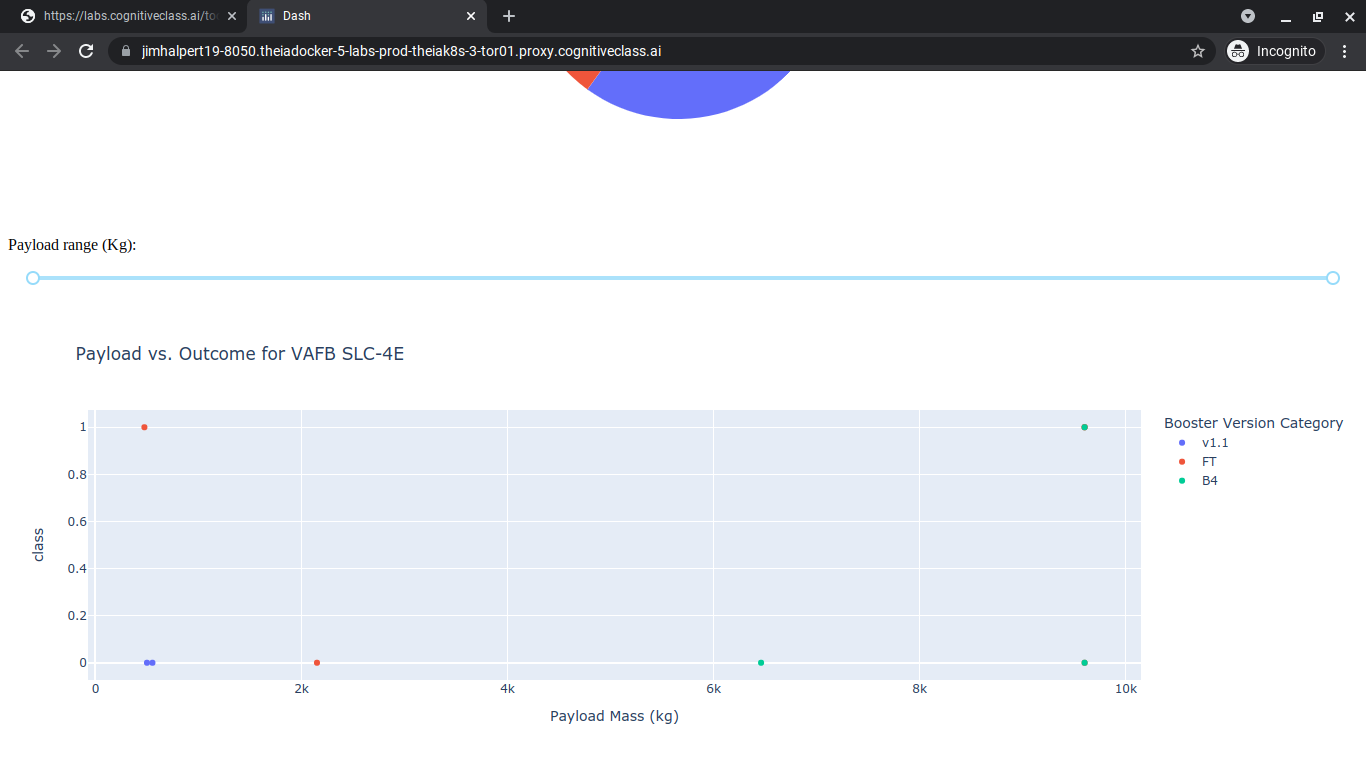 https://labs.cognitiveclass.ai/to
Dash
jimhalpert19-8050.theiadocker-5-labs-prod-theiak8s-3-tor01.proxy.cognitiveclass.ai
Incognito
Payload range (Kg):
Payload vs. Outcome for VAFB SLC-4E
1
0.8
0.6
0.4
0.2
0
class
0
2k
4k
6k
8k
10k
Payload Mass (kg)
Booster Version Category
v1.1
FT
B4